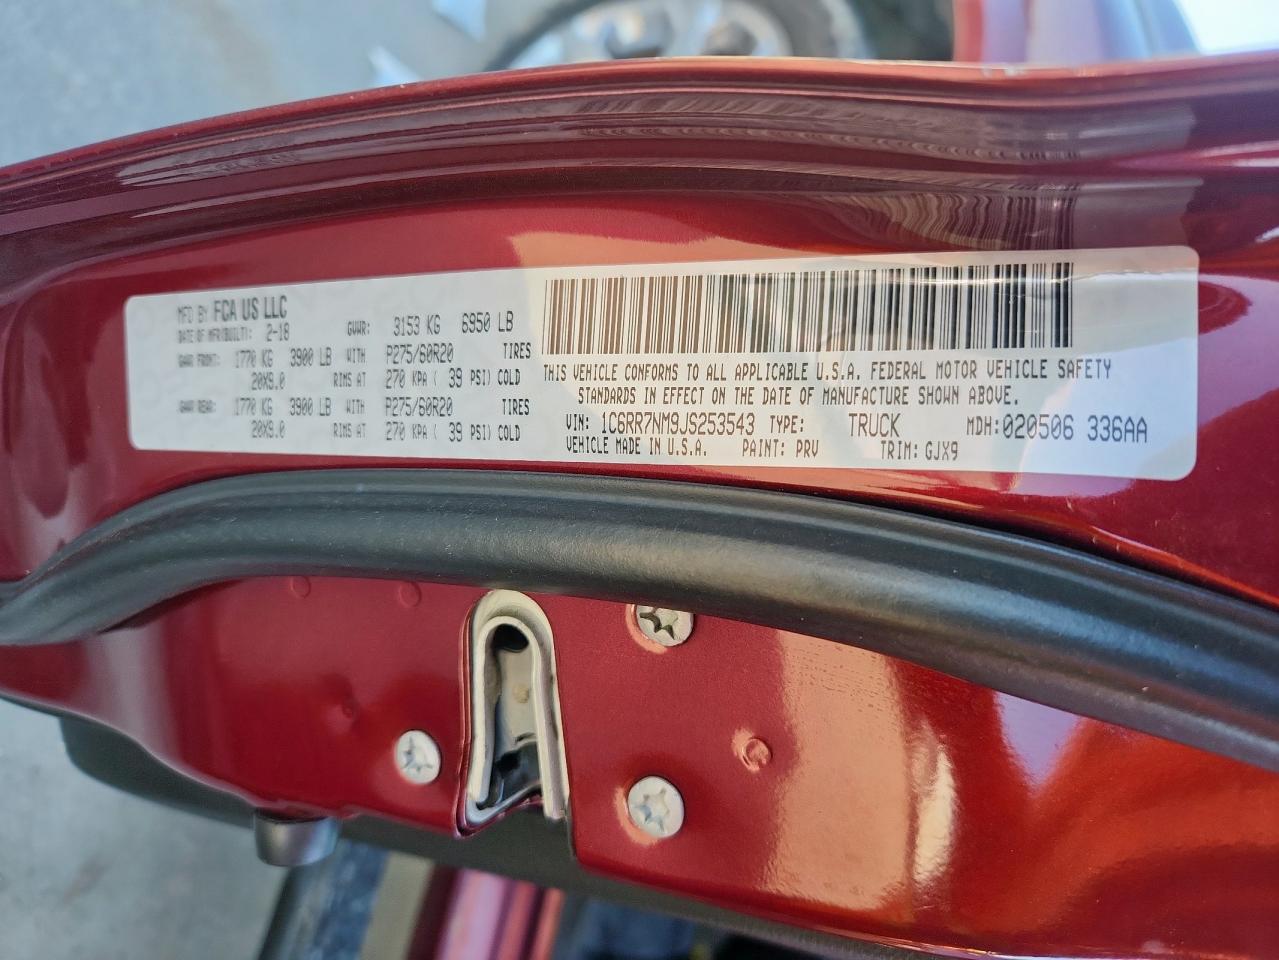 MFD BY FCA US LLC
DATE OF MFR(BUILT): 2-18 GVWR: 3153 KG 6950 LB
GAWR FRONT: 1770 KG 3900 LB WITH P275/60R20 TIRES
20X9.0 RIMS AT 270 KPA ( 39 PSI) COLD
GAWR REAR: 1770 KG 3900 LB WITH P275/60R20 TIRES
20X9.0 RIMS AT 270 KPA ( 39 PSI) COLD
THIS VEHICLE CONFORMS TO ALL APPLICABLE U.S.A. FEDERAL MOTOR VEHICLE SAFETY
STANDARDS IN EFFECT ON THE DATE OF MANUFACTURE SHOWN ABOVE.
VIN: 1C6RR7NM9JS253543 TYPE: TRUCK MDH:020506 336AA
VEHICLE MADE IN U.S.A. PAINT: PRV TRIM: GJX9